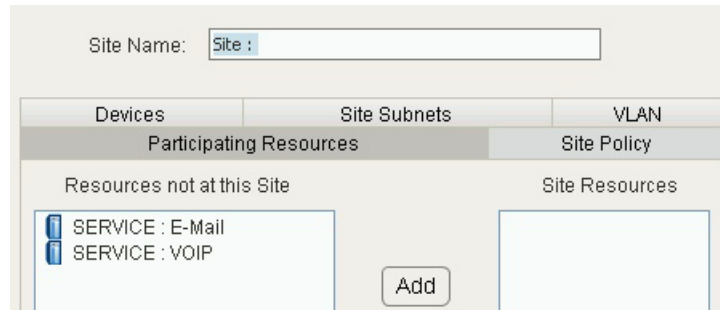 Site Name: Site :
Devices Site Subnets VLAN
Participating Resources Site Policy
Resources not at this Site Site Resources
SERVICE : E-Mail
SERVICE : VOIP
Add